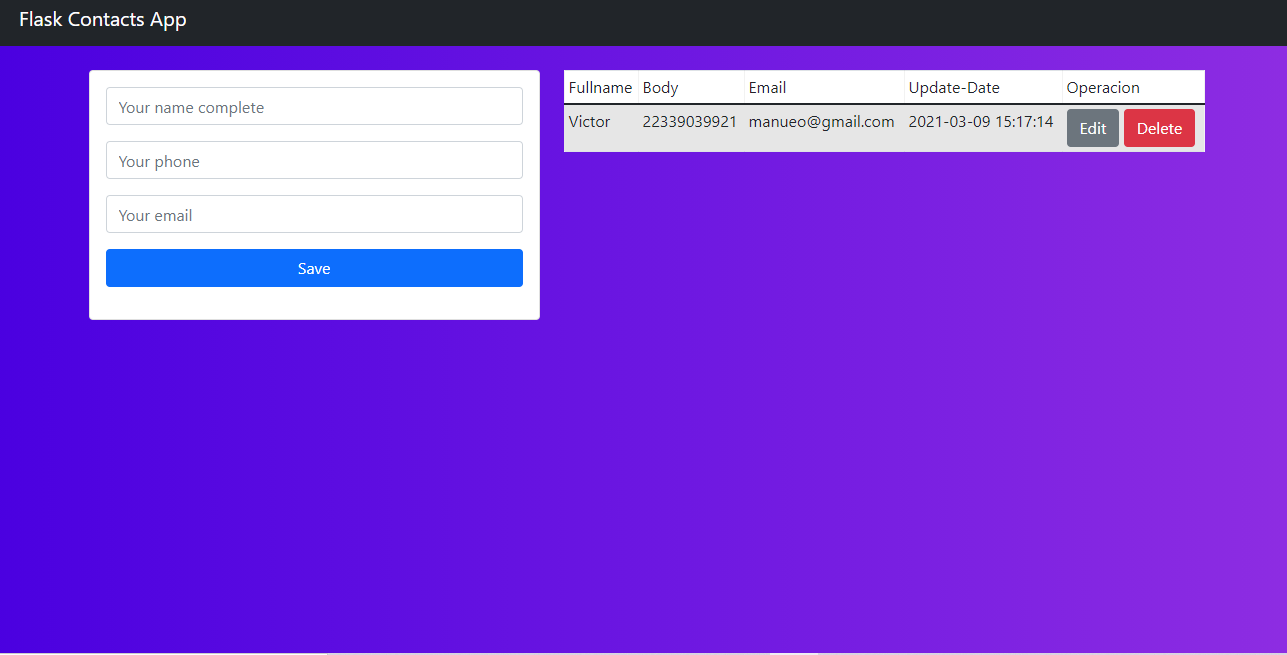 Flask Contacts App
Your name complete
Your phone
Your email
Save
Fullname Body Email Update-Date Operacion
Victor 22339039921 manueo@gmail.com 2021-03-09 15:17:14 Edit Delete